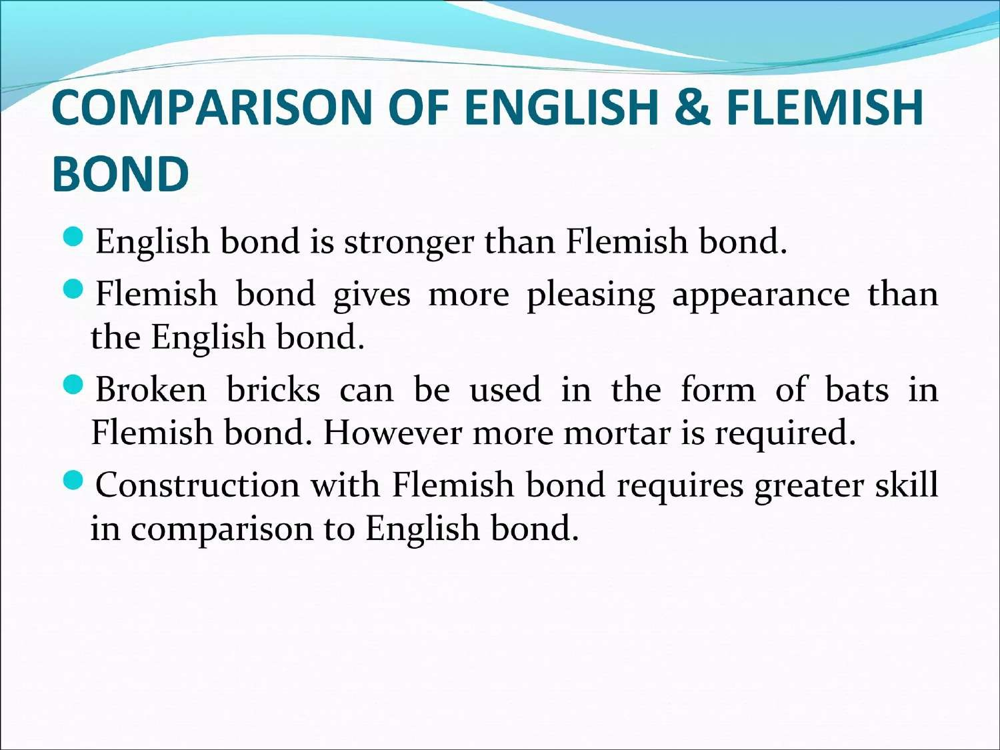 COMPARISON OF ENGLISH & FLEMISH
BOND
English bond is stronger than Flemish bond.
Flemish bond gives more pleasing appearance than
the English bond.
Broken bricks can be used in the form of bats in
Flemish bond. However more mortar is required.
Construction with Flemish bond requires greater skill
in comparison to English bond.